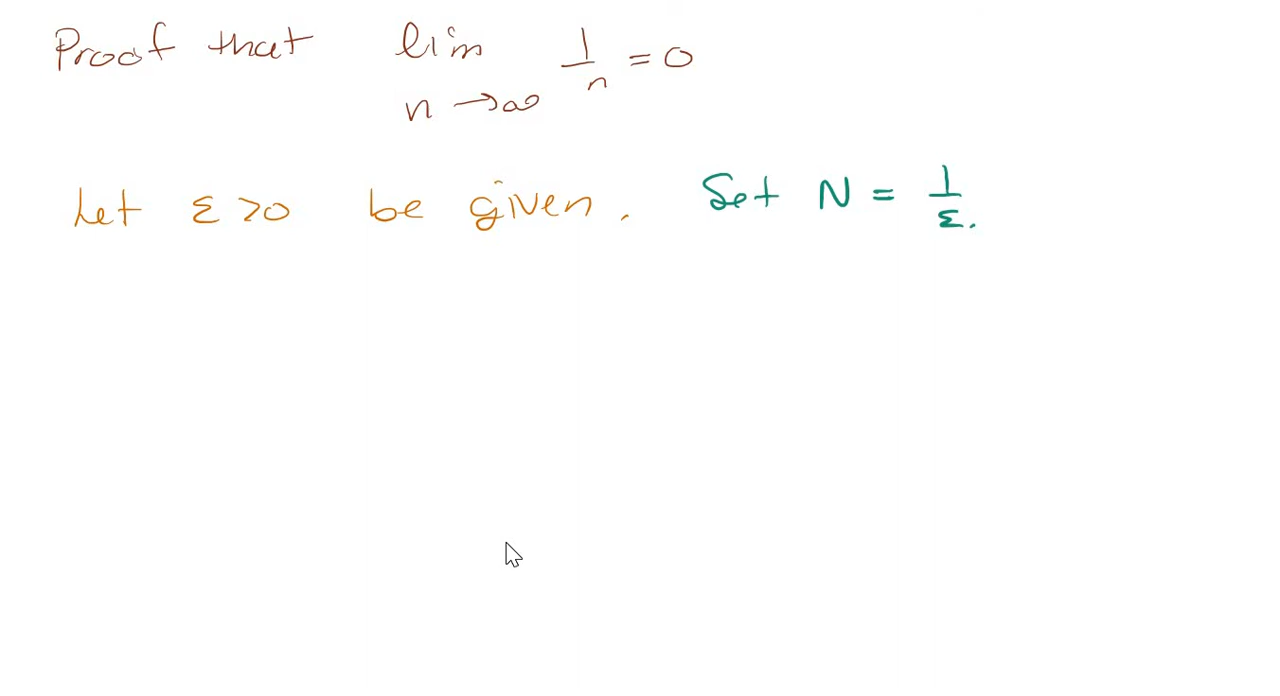 Proof that lim n→∞ 1/n = 0
Let ε > 0 be given. Set N = 1/ε.